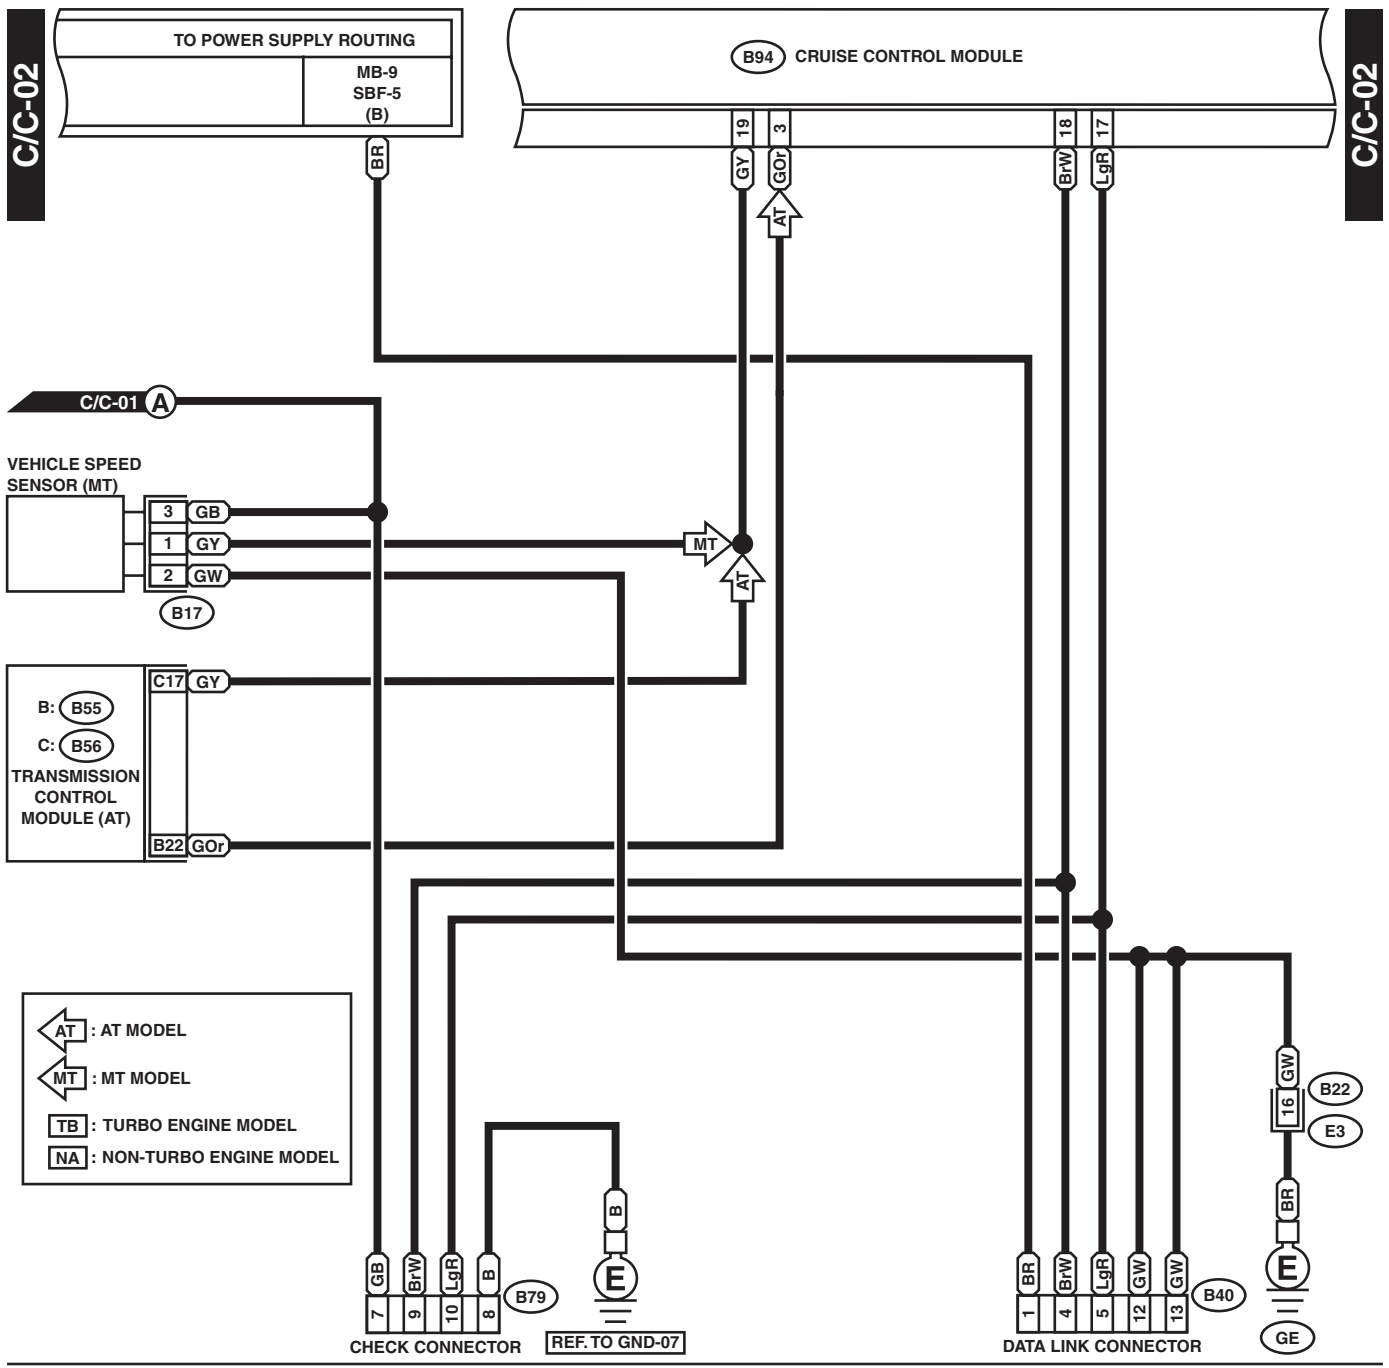 C/C-02
TO POWER SUPPLY ROUTING
MB-9
SBF-5
(B)
BR
B94 CRUISE CONTROL MODULE
19 3 18 17
GY GOr BrW LgR
C/C-02
AT
C/C-01 A
VEHICLE SPEED
SENSOR (MT)
3 GB
1 GY
2 GW
B17
MT
AT
C17 GY
B: B55
C: B56
TRANSMISSION
CONTROL
MODULE (AT)
B22 GOr
AT : AT MODEL
MT : MT MODEL
TB : TURBO ENGINE MODEL
NA : NON-TURBO ENGINE MODEL
GB BrW LgR B
7 9 10 8
B79
CHECK CONNECTOR
B
E
REF. TO GND-07
BR BrW LgR GW GW
1 4 5 12 13
B40
DATA LINK CONNECTOR
GW
16
B22
E3
BR
E
GE